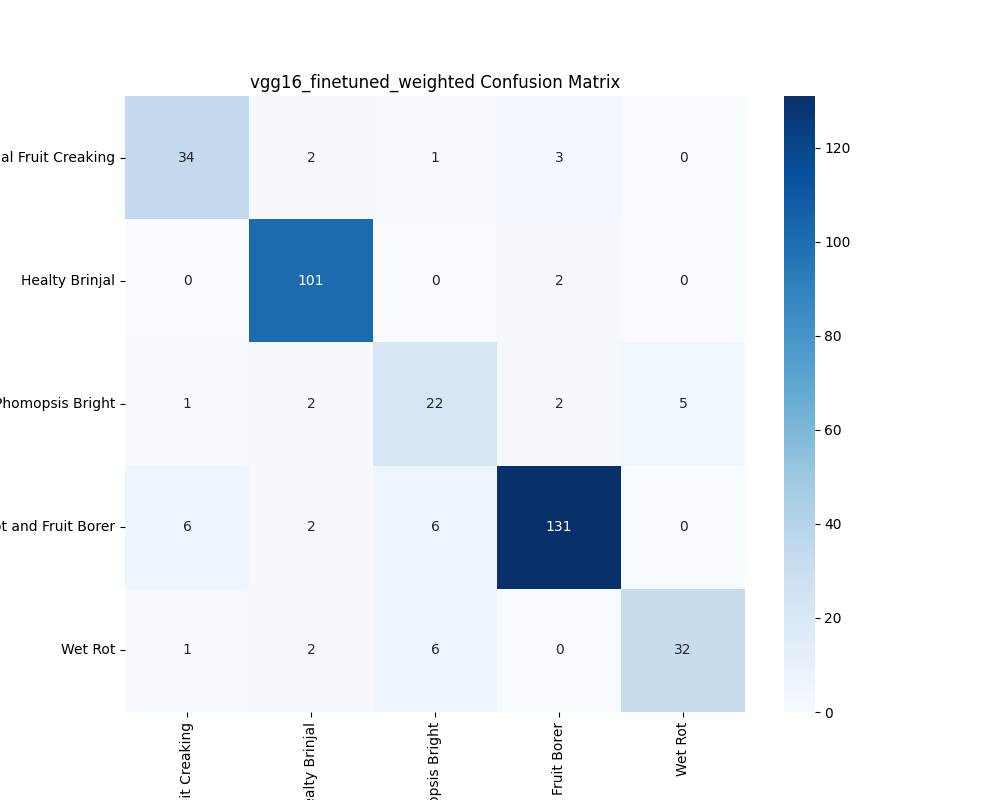 vgg16_finetuned_weighted Confusion Matrix
al Fruit Creaking 34 2 1 3 0
Healty Brinjal 0 101 0 2 0
Phomopsis Bright 1 2 22 2 5
ot and Fruit Borer 6 2 6 131 0
Wet Rot 1 2 6 0 32
120
100
80
60
40
20
0
it Creaking
ealty Brinjal
opsis Bright
Fruit Borer
Wet Rot